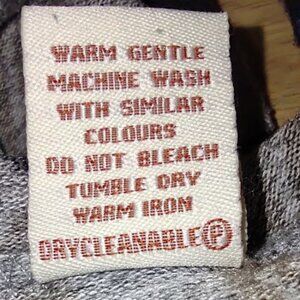 WARM GENTLE
MACHINE WASH
WITH SIMILAR
COLOURS
DO NOT BLEACH
TUMBLE DRY
WARM IRON
DRYCLEANABLE Ⓟ